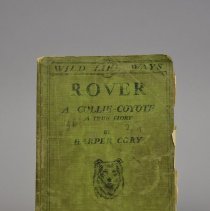 WILD LIFE WAYS
ROVER
A COLLIE-COYOTE
A TRUE STORY
BY
HARPER CORY